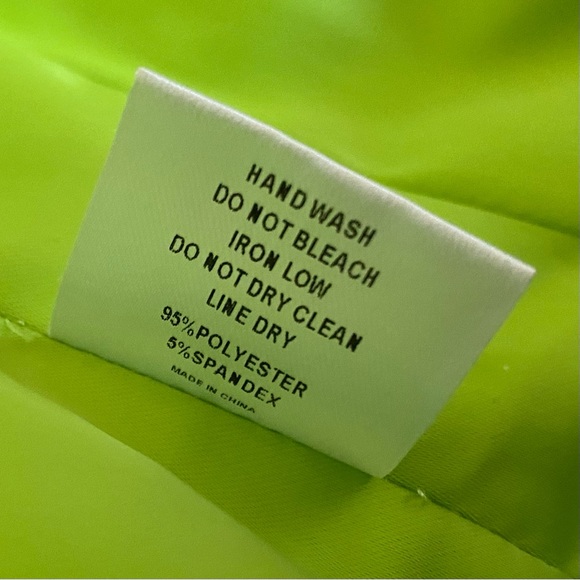 HAND WASH
DO NOT BLEACH
IRON LOW
DO NOT DRY CLEAN
LINE DRY
95%POLYESTER
5%SPANDEX
MADE IN CHINA